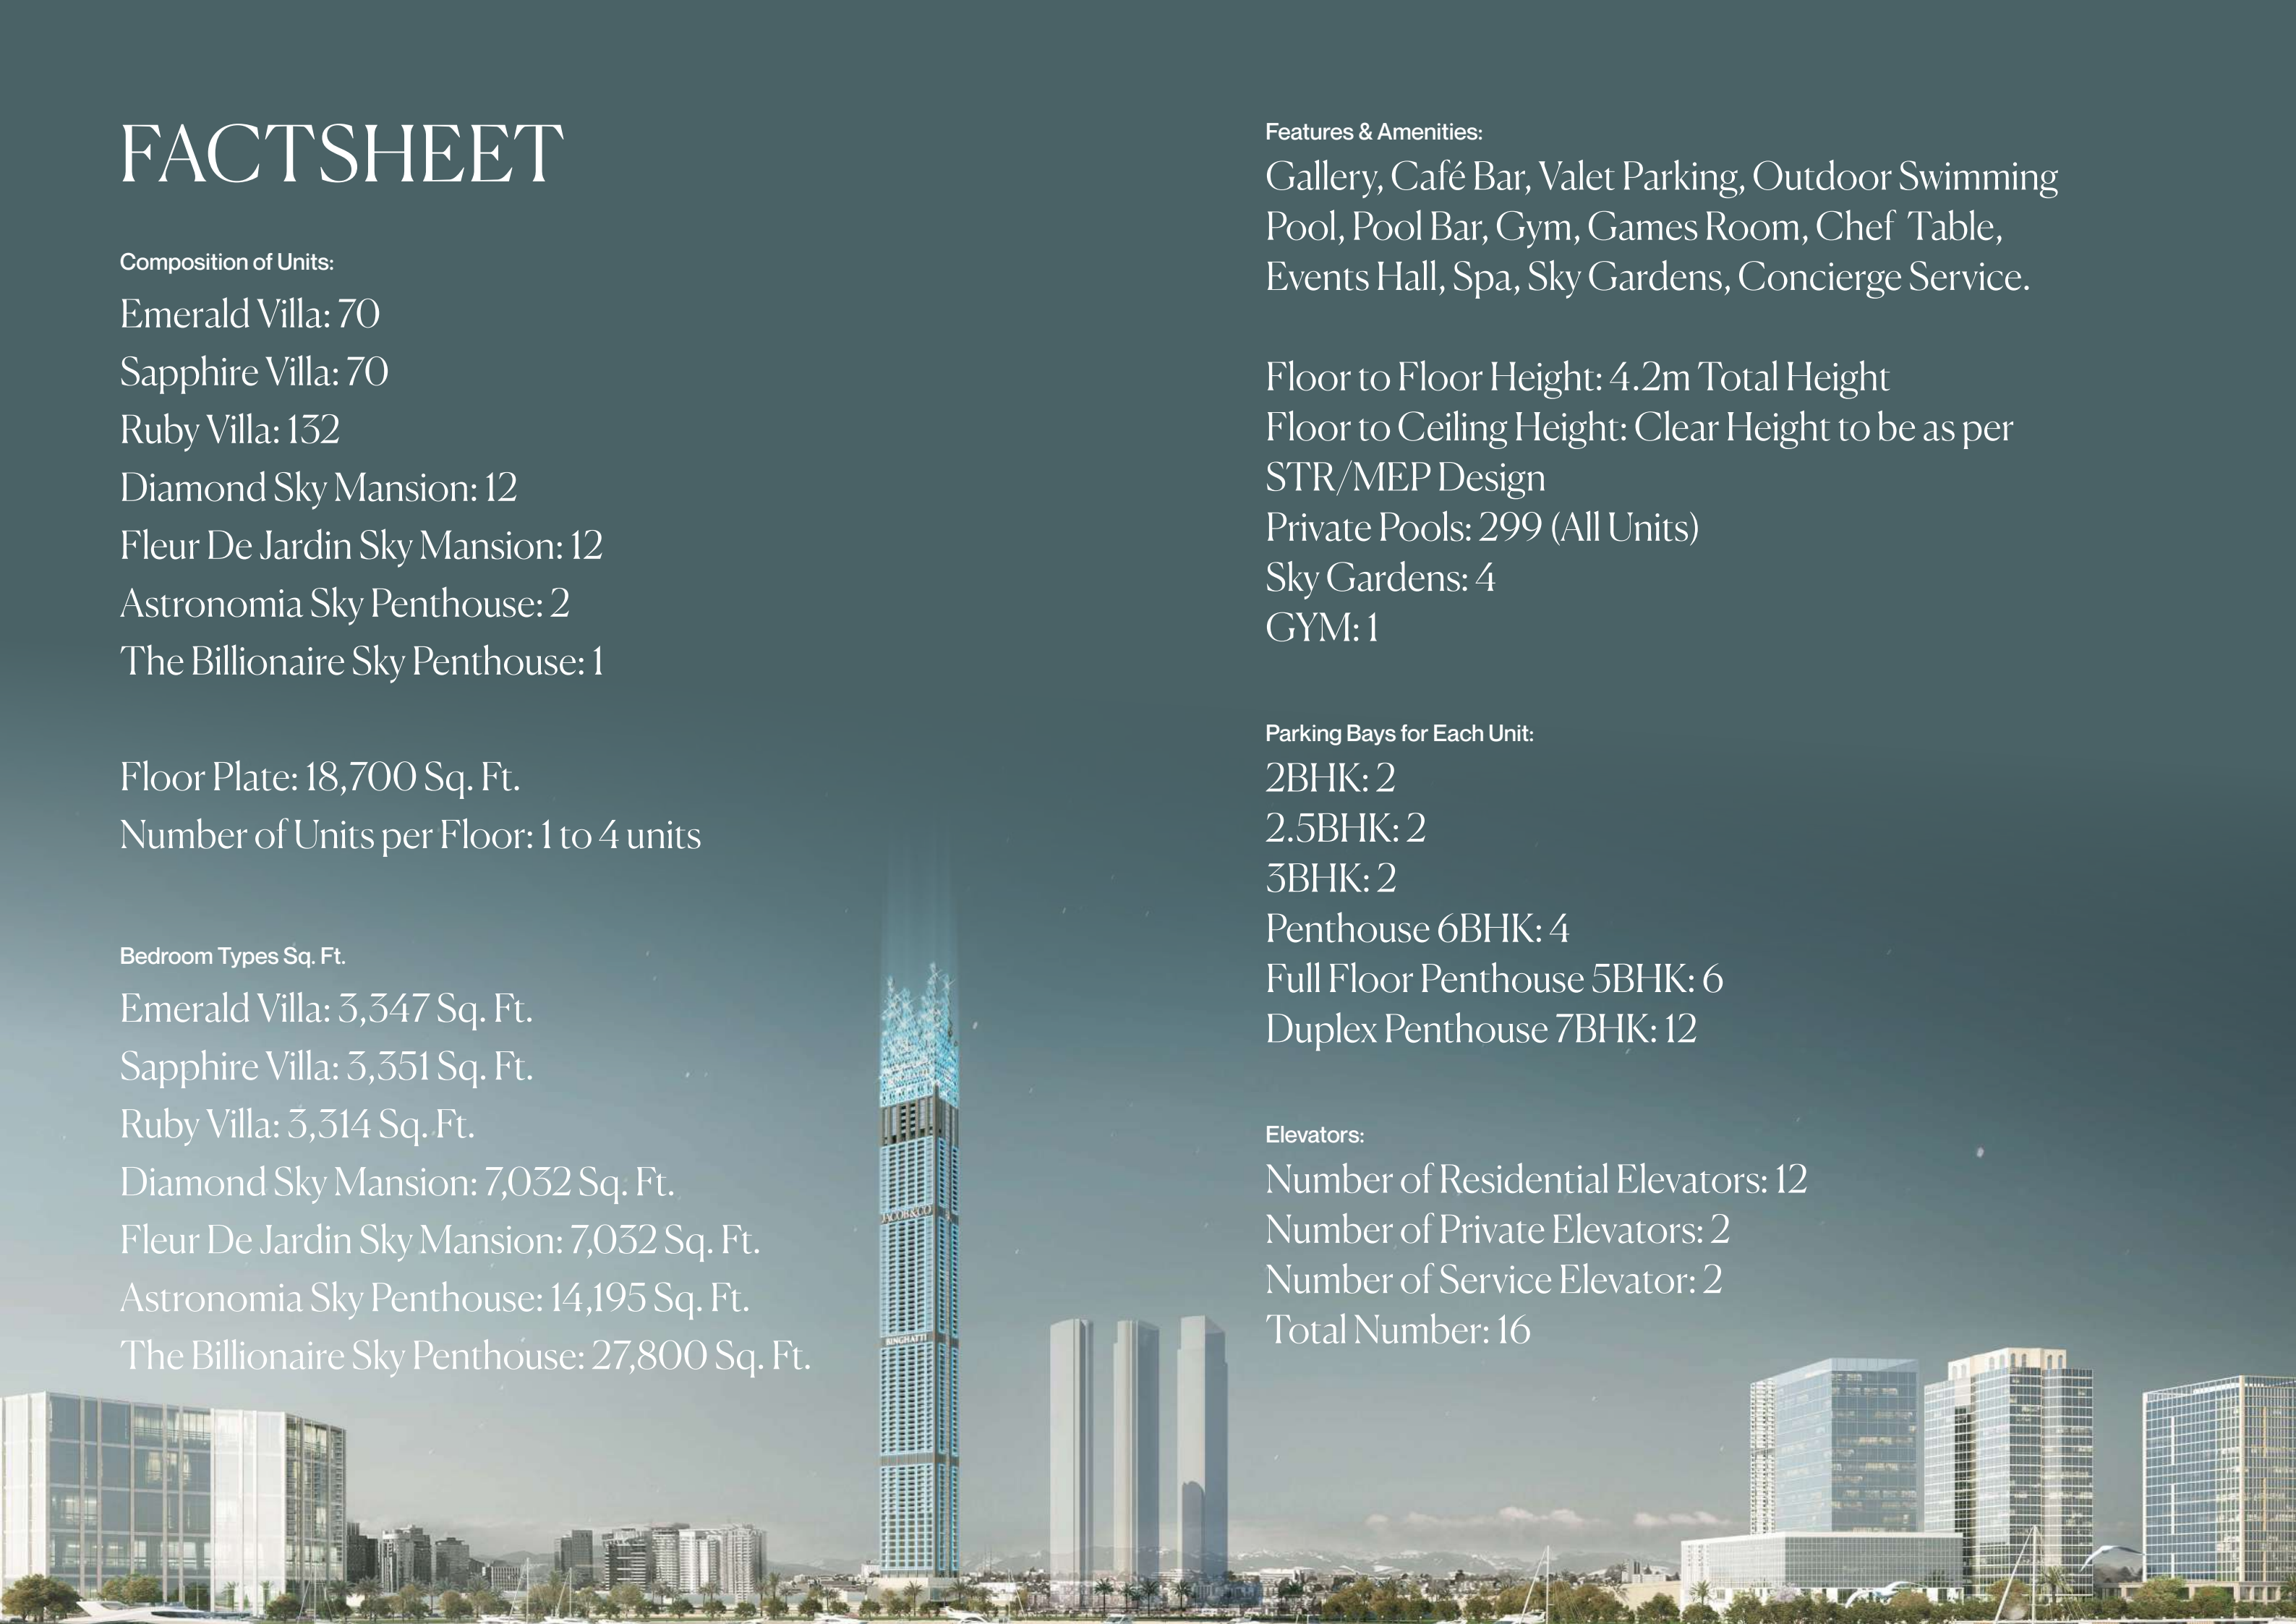 FACTSHEET
Composition of Units:
Emerald Villa: 70
Sapphire Villa: 70
Ruby Villa: 132
Diamond Sky Mansion: 12
Fleur De Jardin Sky Mansion: 12
Astronomia Sky Penthouse: 2
The Billionaire Sky Penthouse: 1
Floor Plate: 18,700 Sq. Ft.
Number of Units per Floor: 1 to 4 units
Bedroom Types Sq. Ft.
Emerald Villa: 3,347 Sq. Ft.
Sapphire Villa: 3,351 Sq. Ft.
Ruby Villa: 3,314 Sq. Ft.
Diamond Sky Mansion: 7,032 Sq. Ft.
Fleur De Jardin Sky Mansion: 7,032 Sq. Ft.
Astronomia Sky Penthouse: 14,195 Sq. Ft.
The Billionaire Sky Penthouse: 27,800 Sq. Ft.
JACOB&CO
BINGHATTI
Features & Amenities:
Gallery, Café Bar, Valet Parking, Outdoor Swimming
Pool, Pool Bar, Gym, Games Room, Chef Table,
Events Hall, Spa, Sky Gardens, Concierge Service.
Floor to Floor Height: 4.2m Total Height
Floor to Ceiling Height: Clear Height to be as per
STR/MEP Design
Private Pools: 299 (All Units)
Sky Gardens: 4
GYM: 1
Parking Bays for Each Unit:
2BHK: 2
2.5BHK: 2
3BHK: 2
Penthouse 6BHK: 4
Full Floor Penthouse 5BHK: 6
Duplex Penthouse 7BHK: 12
Elevators:
Number of Residential Elevators: 12
Number of Private Elevators: 2
Number of Service Elevator: 2
Total Number: 16